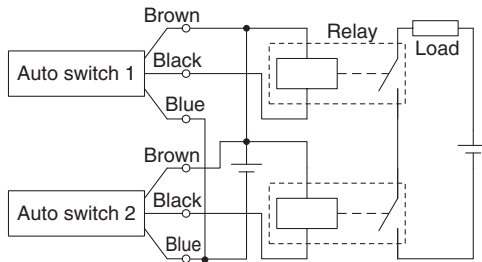 Brown
Auto switch 1
Black
Blue
Relay
Load
Brown
Auto switch 2
Black
Blue